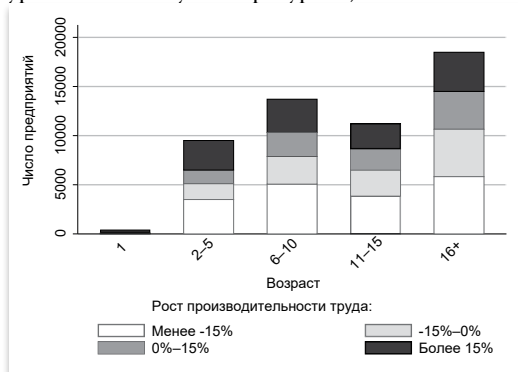 Число предприятий
20000
15000
10000
5000
0
1
2–5
6–10
11–15
16+
Возраст
Рост производительности труда:
Менее -15%
-15%–0%
0%–15%
Более 15%